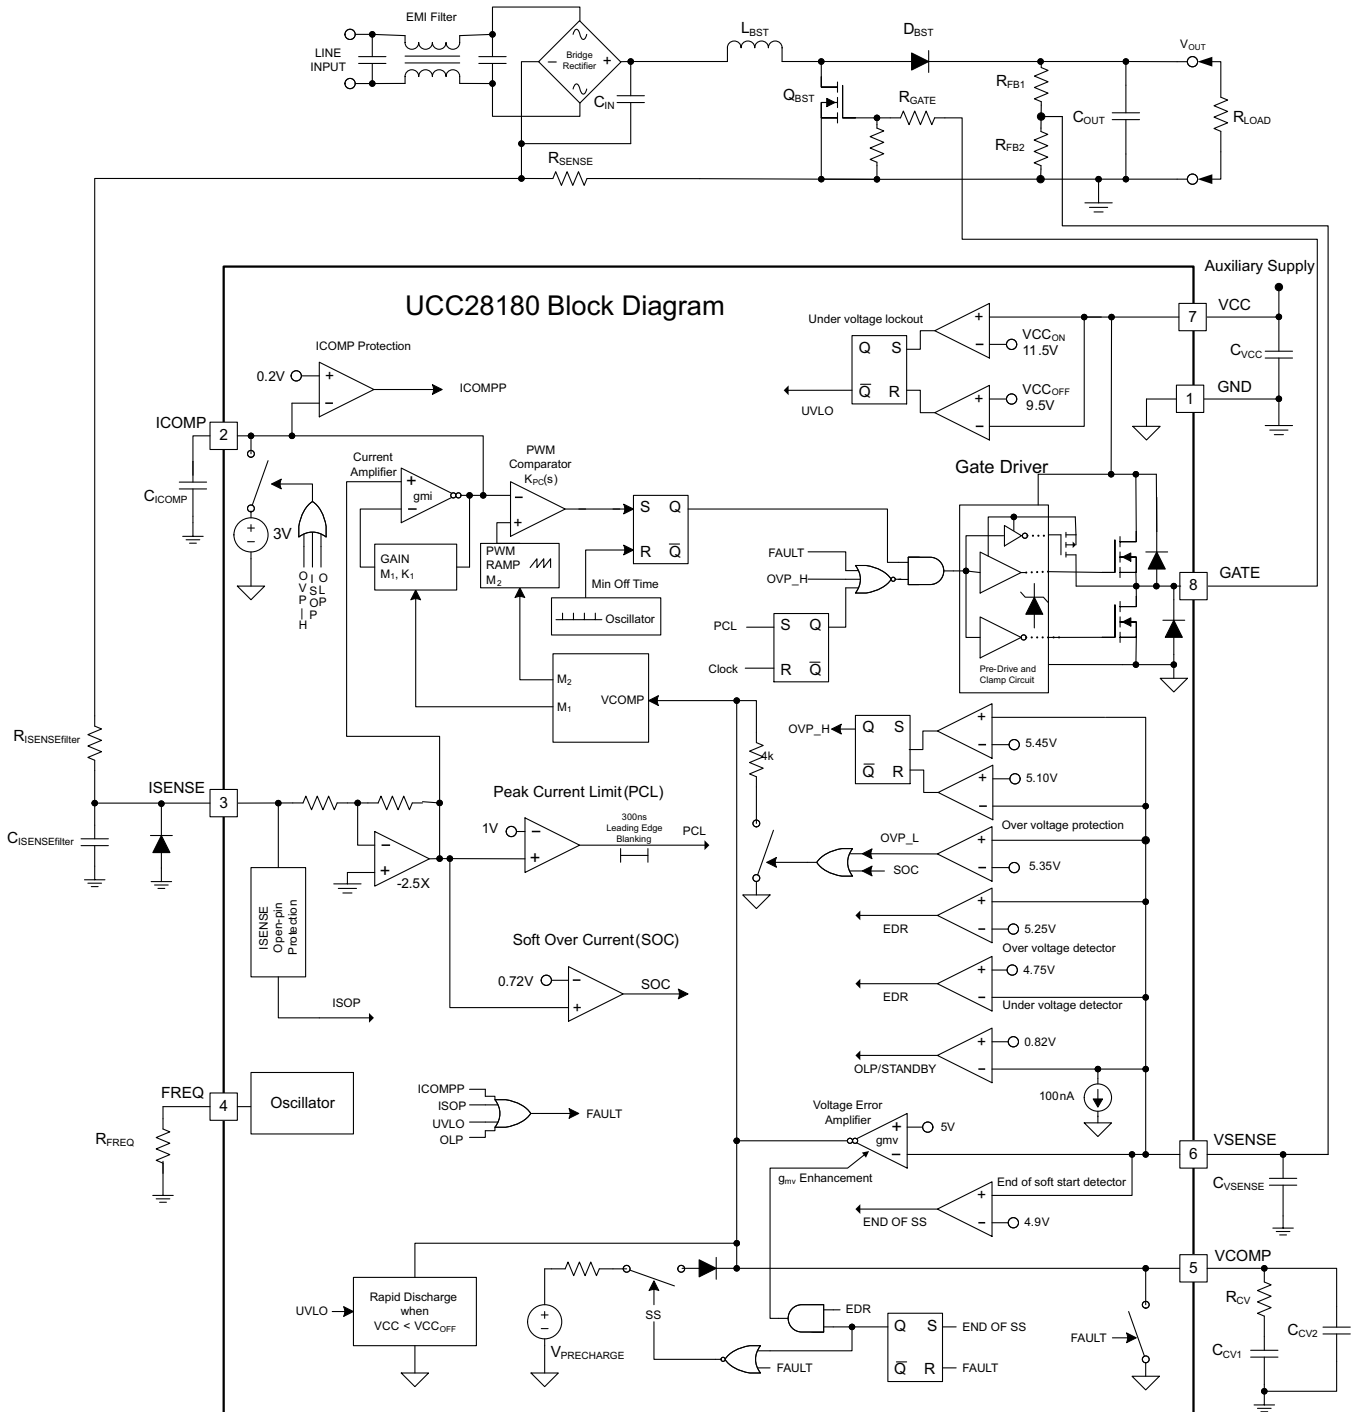 EMI Filter
LINE
INPUT
Bridge
Rectifier
− +
CIN
LBST
DBST
QBST
RGATE
RFB1
RFB2
COUT
VOUT
RLOAD
RSENSE
Auxiliary Supply
UCC28180 Block Diagram
ICOMP Protection
0.2V
+
−
ICOMPP
ICOMP
2
CICOMP
3V
+
−
OVP_H
ISOP
OLP
Current
Amplifier
+
gmi
−
GAIN
M1, K1
PWM
Comparator
KPC(s)
−
+
PWM
RAMP
M2
S Q
R Q
Min Off Time
Oscillator
M2
M1
VCOMP
Under voltage lockout
Q S
Q R
UVLO
+
−
VCCON
11.5V
+
−
VCCOFF
9.5V
7
VCC
CVCC
1
GND
Gate Driver
FAULT
OVP_H
PCL
Clock
S Q
R Q
Pre-Drive and
Clamp Circuit
GATE
8
4k
OVP_H
Q S
Q R
+
−
5.45V
+
−
5.10V
Over voltage protection
OVP_L
SOC
+
−
5.35V
EDR
+
−
5.25V
Over voltage detector
EDR
+
−
4.75V
Under voltage detector
OLP/STANDBY
+
−
0.82V
100nA
RISENSEfilter
ISENSE
3
CISENSEfilter
−
+
-2.5X
Peak Current Limit (PCL)
1V
−
+
300ns
Leading Edge
Blanking
PCL
ISENSE
Open-pin
Protection
ISOP
Soft Over Current (SOC)
0.72V
−
+
SOC
FREQ
4
Oscillator
RFREQ
ICOMPP
ISOP
UVLO
OLP
FAULT
Voltage Error
Amplifier
+
gmv
−
5V
gmv Enhancement
End of soft start detector
END OF SS
+
−
4.9V
6
VSENSE
CVSENSE
5
VCOMP
RCV
CCV1
CCV2
UVLO
Rapid Discharge
when
VCC < VCCOFF
+
−
VPRECHARGE
SS
EDR
FAULT
Q S
Q R
END OF SS
FAULT
FAULT